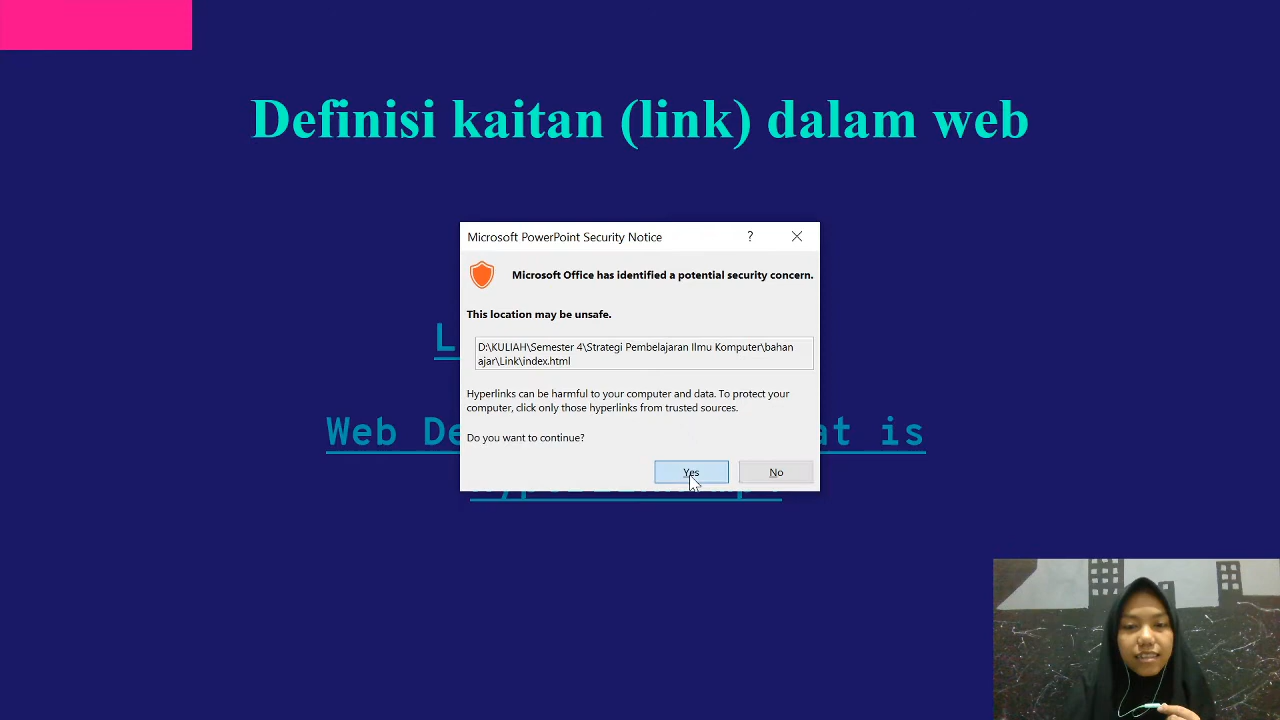 Definisi kaitan (link) dalam web
Microsoft PowerPoint Security Notice
?
Microsoft Office has identified a potential security concern.
This location may be unsafe.
D:\KULIAH\Semester 4\Strategi Pembelajaran Ilmu Komputer\bahan
ajar\Link\index.html
Hyperlinks can be harmful to your computer and data. To protect your
computer, click only those hyperlinks from trusted sources.
Do you want to continue?
Yes
No
Web
is